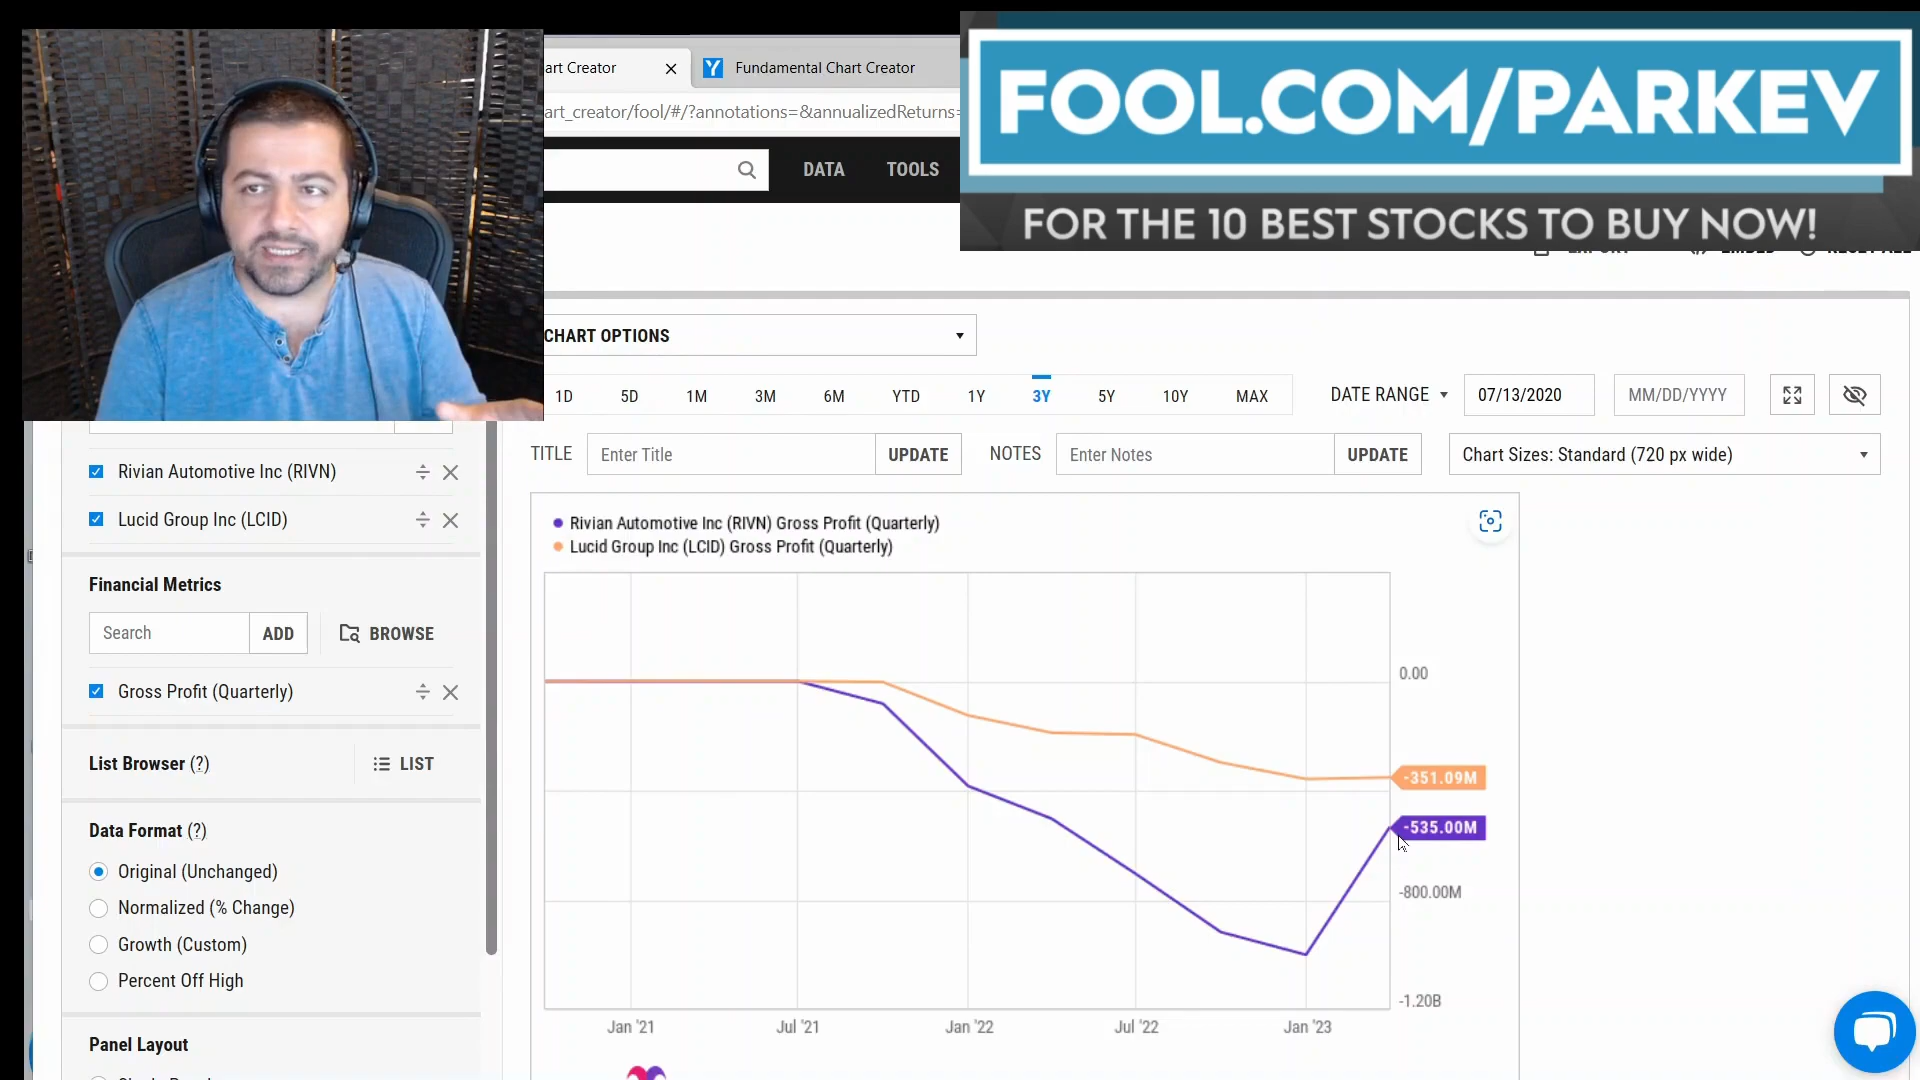 art Creator
Fundamental Chart Creator
FOOL.COM/PARKEV
FOR THE 10 BEST STOCKS TO BUY NOW!
art_creator/fool/#/?annotations=&annualizedReturns=
DATA
TOOLS
CHART OPTIONS
1D 5D 1M 3M 6M YTD 1Y 3Y 5Y 10Y MAX
DATE RANGE 07/13/2020 MM/DD/YYYY
TITLE Enter Title UPDATE NOTES Enter Notes UPDATE Chart Sizes: Standard (720 px wide)
Rivian Automotive Inc (RIVN)
Lucid Group Inc (LCID)
Financial Metrics
Search ADD BROWSE
Gross Profit (Quarterly)
List Browser (?) LIST
Data Format (?)
Original (Unchanged)
Normalized (% Change)
Growth (Custom)
Percent Off High
Panel Layout
Rivian Automotive Inc (RIVN) Gross Profit (Quarterly)
Lucid Group Inc (LCID) Gross Profit (Quarterly)
0.00
-351.09M
-535.00M
-800.00M
-1.20B
Jan '21 Jul '21 Jan '22 Jul '22 Jan '23